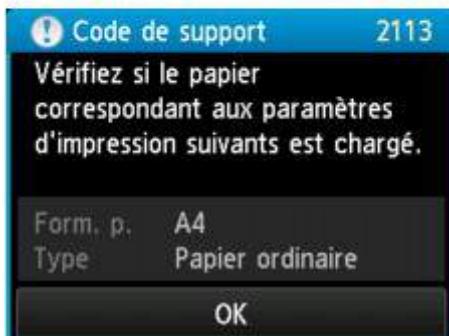 Code de support 2113
Vérifiez si le papier
correspondant aux paramètres
d'impression suivants est chargé.
Form. p. A4
Type Papier ordinaire
OK